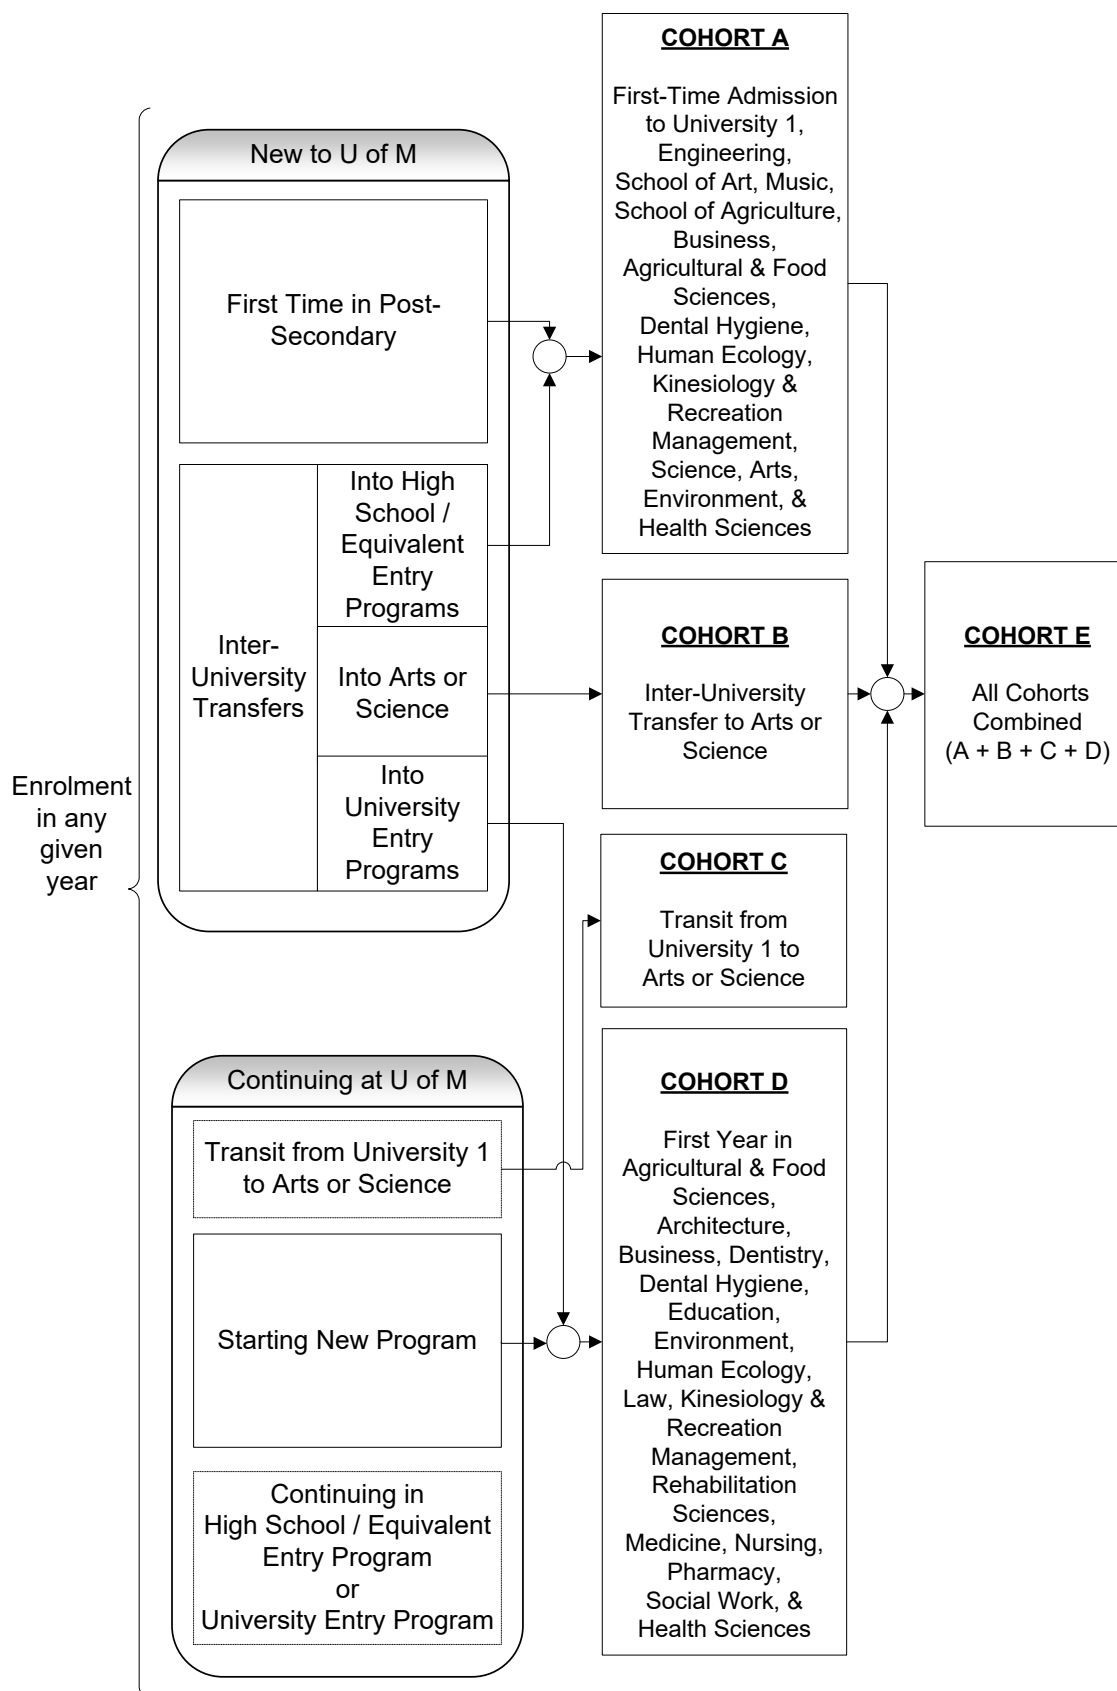 Enrolment
in any
given
year
New to U of M
First Time in Post-
Secondary
Inter-
University
Transfers
Into High
School /
Equivalent
Entry
Programs
Into Arts or
Science
Into
University
Entry
Programs
Continuing at U of M
Transit from University 1
to Arts or Science
Starting New Program
Continuing in
High School / Equivalent
Entry Program
or
University Entry Program
COHORT A
First-Time Admission
to University 1,
Engineering,
School of Art, Music,
School of Agriculture,
Business,
Agricultural & Food
Sciences,
Dental Hygiene,
Human Ecology,
Kinesiology &
Recreation
Management,
Science, Arts,
Environment, &
Health Sciences
COHORT B
Inter-University
Transfer to Arts or
Science
COHORT C
Transit from
University 1 to
Arts or Science
COHORT D
First Year in
Agricultural & Food
Sciences,
Architecture,
Business, Dentistry,
Dental Hygiene,
Education,
Environment,
Human Ecology,
Law, Kinesiology &
Recreation
Management,
Rehabilitation
Sciences,
Medicine, Nursing,
Pharmacy,
Social Work, &
Health Sciences
COHORT E
All Cohorts
Combined
(A + B + C + D)